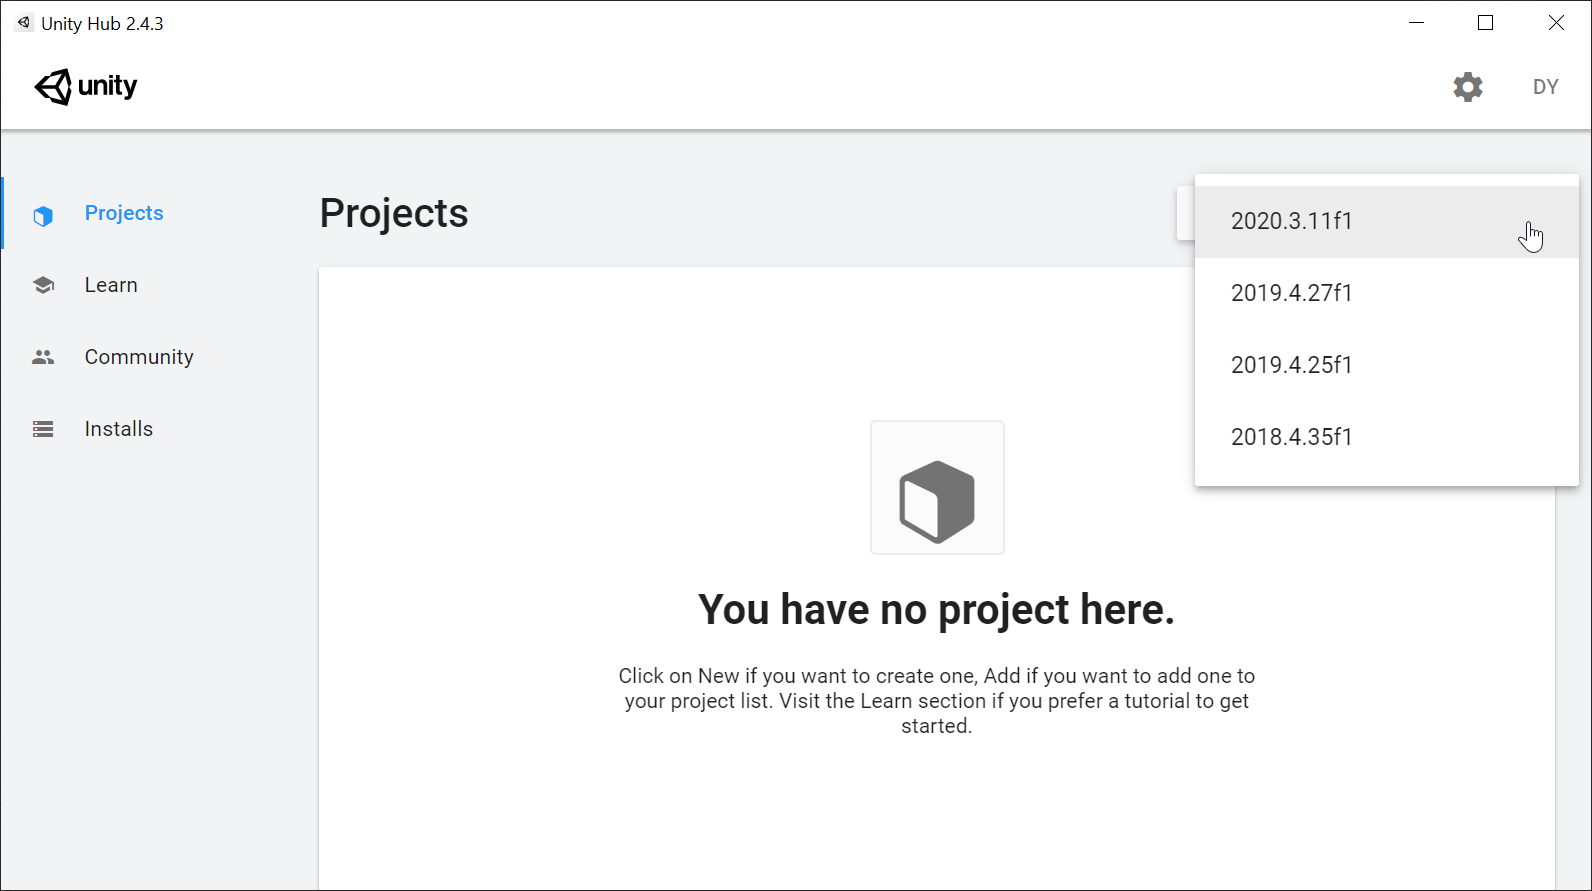 Unity Hub 2.4.3
unity
DY
Projects
Learn
Community
Installs
Projects
2020.3.11f1
2019.4.27f1
2019.4.25f1
2018.4.35f1
You have no project here.
Click on New if you want to create one, Add if you want to add one to
your project list. Visit the Learn section if you prefer a tutorial to get
started.